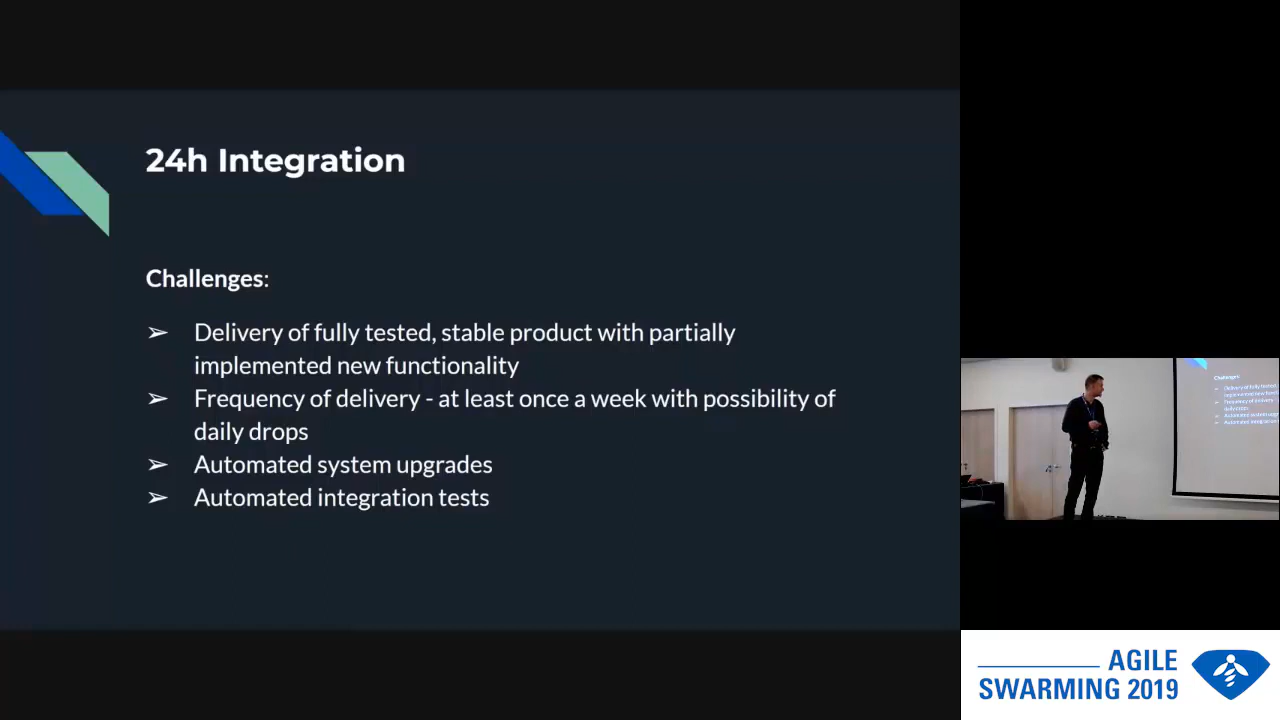 24h Integration
Challenges:
➢ Delivery of fully tested, stable product with partially
implemented new functionality
➢ Frequency of delivery - at least once a week with possibility of
daily drops
➢ Automated system upgrades
➢ Automated integration tests
Challenges:
AGILE
SWARMING 2019